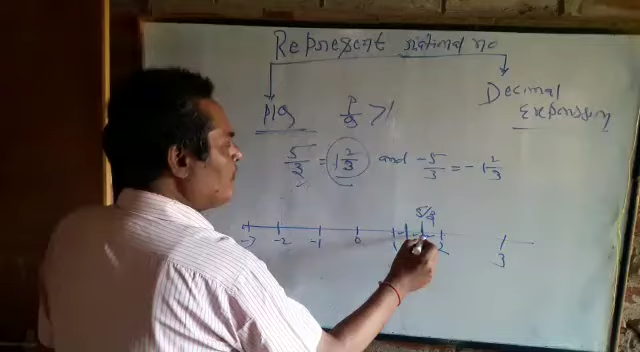 Represent rational no
p/q p/q > 1 Decimal Expansion
5/3 = 1 2/3 and -5/3 = -1 2/3
5/3
-3 -2 -1 0 1 2 3